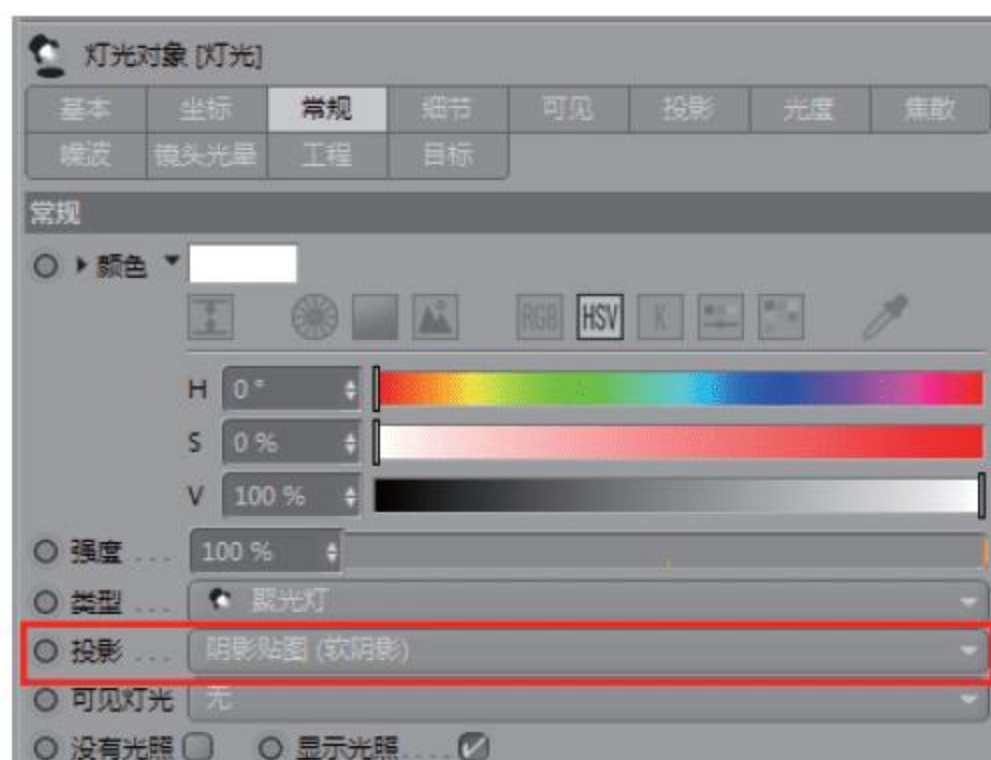 灯光对象 [灯光]
基本 坐标 常规 细节 可见 投影 光度 焦散
噪波 镜头光晕 工程 目标
常规
颜色
RGB HSV K
H 0 °
S 0 %
V 100 %
强度 . . . 100 %
类型 . . . 聚光灯
投影 . . . 阴影贴图 (软阴影)
可见灯光 无
没有光照 显示光照 . . . .